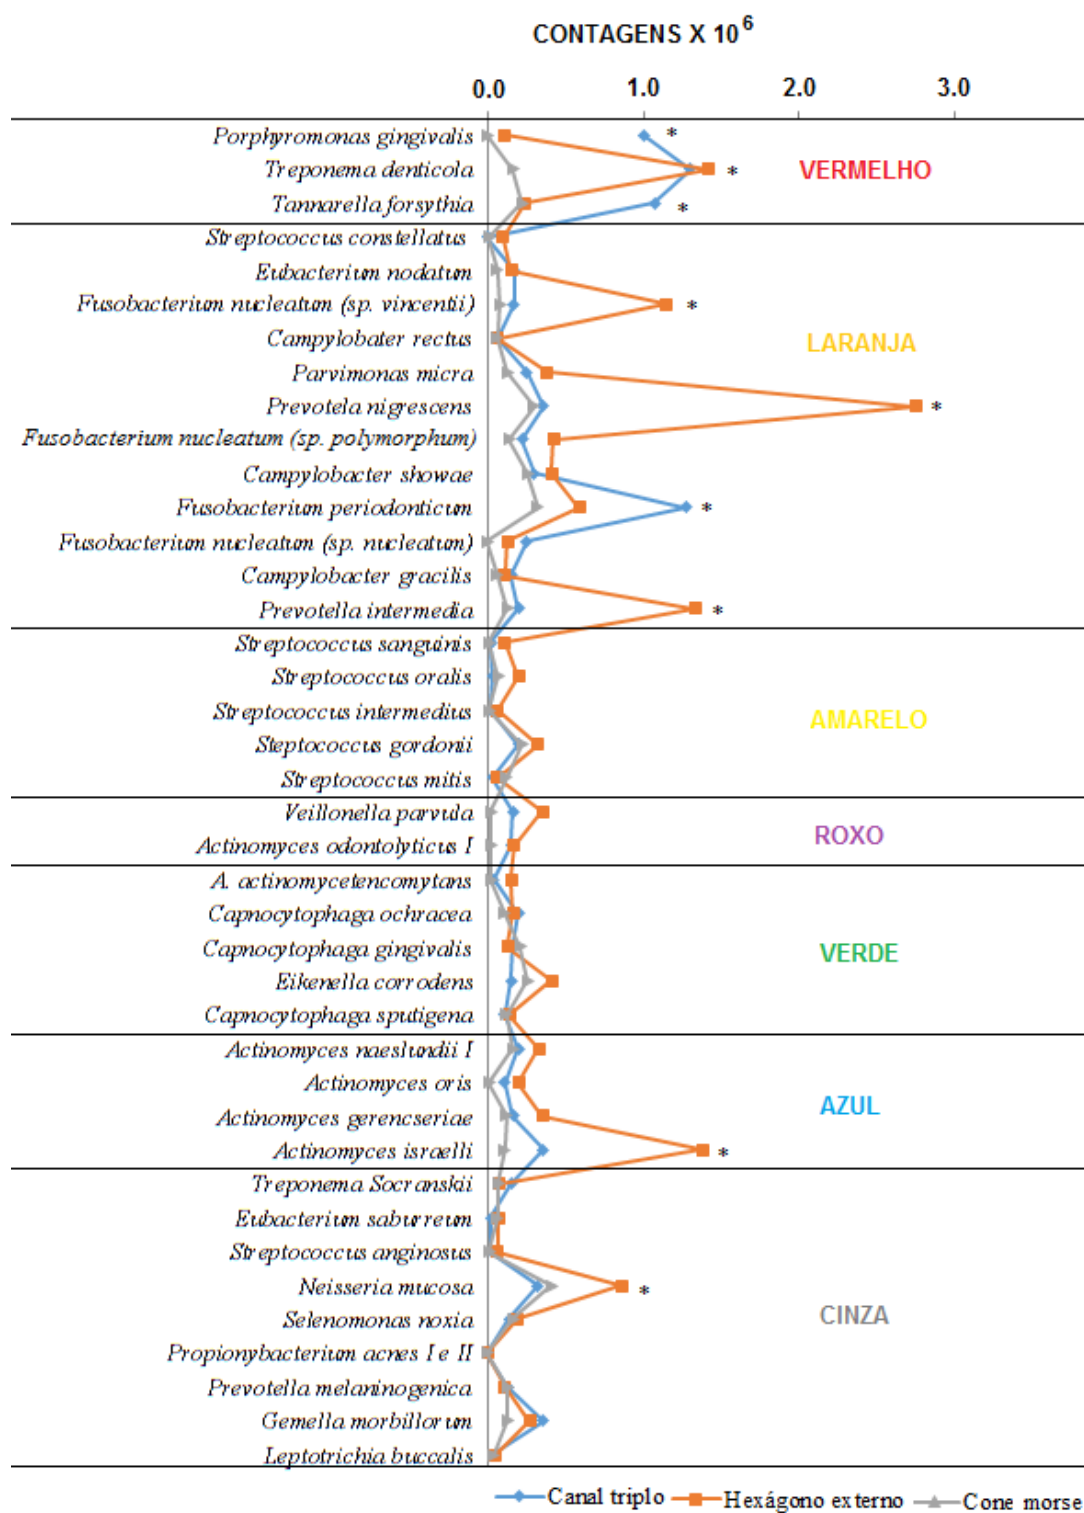 CONTAGENS X 10⁶
0.0 1.0 2.0 3.0
Porphyromonas gingivalis *
Treponema denticola * VERMELHO
Tannarella forsythia *
Streptococcus constellatus
Eubacterium nodatum
Fusobacterium nucleatum (sp. vincentii) *
Campylobater rectus LARANJA
Parvimonas micra
Prevotela nigrescens *
Fusobacterium nucleatum (sp. polymorphum)
Campylobacter showae
Fusobacterium periodonticum *
Fusobacterium nucleatum (sp. nucleatum)
Campylobacter gracilis
Prevotella intermedia *
Streptococcus sanguinis
Streptococcus oralis
Streptococcus intermedius AMARELO
Steptococcus gordonii
Streptococcus mitis
Veillonella parvula ROXO
Actinomyces odontolyticus I
A. actinomycetencomytans
Capnocytophaga ochracea
Capnocytophaga gingivalis VERDE
Eikenella corrodens
Capnocytophaga sputigena
Actinomyces naeslundii I
Actinomyces oris
Actinomyces gerencseriae AZUL
Actinomyces israelli *
Treponema Socranskii
Eubacterium saburreum
Streptococcus anginosus
Neisseria mucosa *
Selenomonas noxia CINZA
Propionybacterium acnes I e II
Prevotella melaninogenica
Gemella morbillorum
Leptotrichia buccalis
Canal triplo Hexágono externo Cone morse